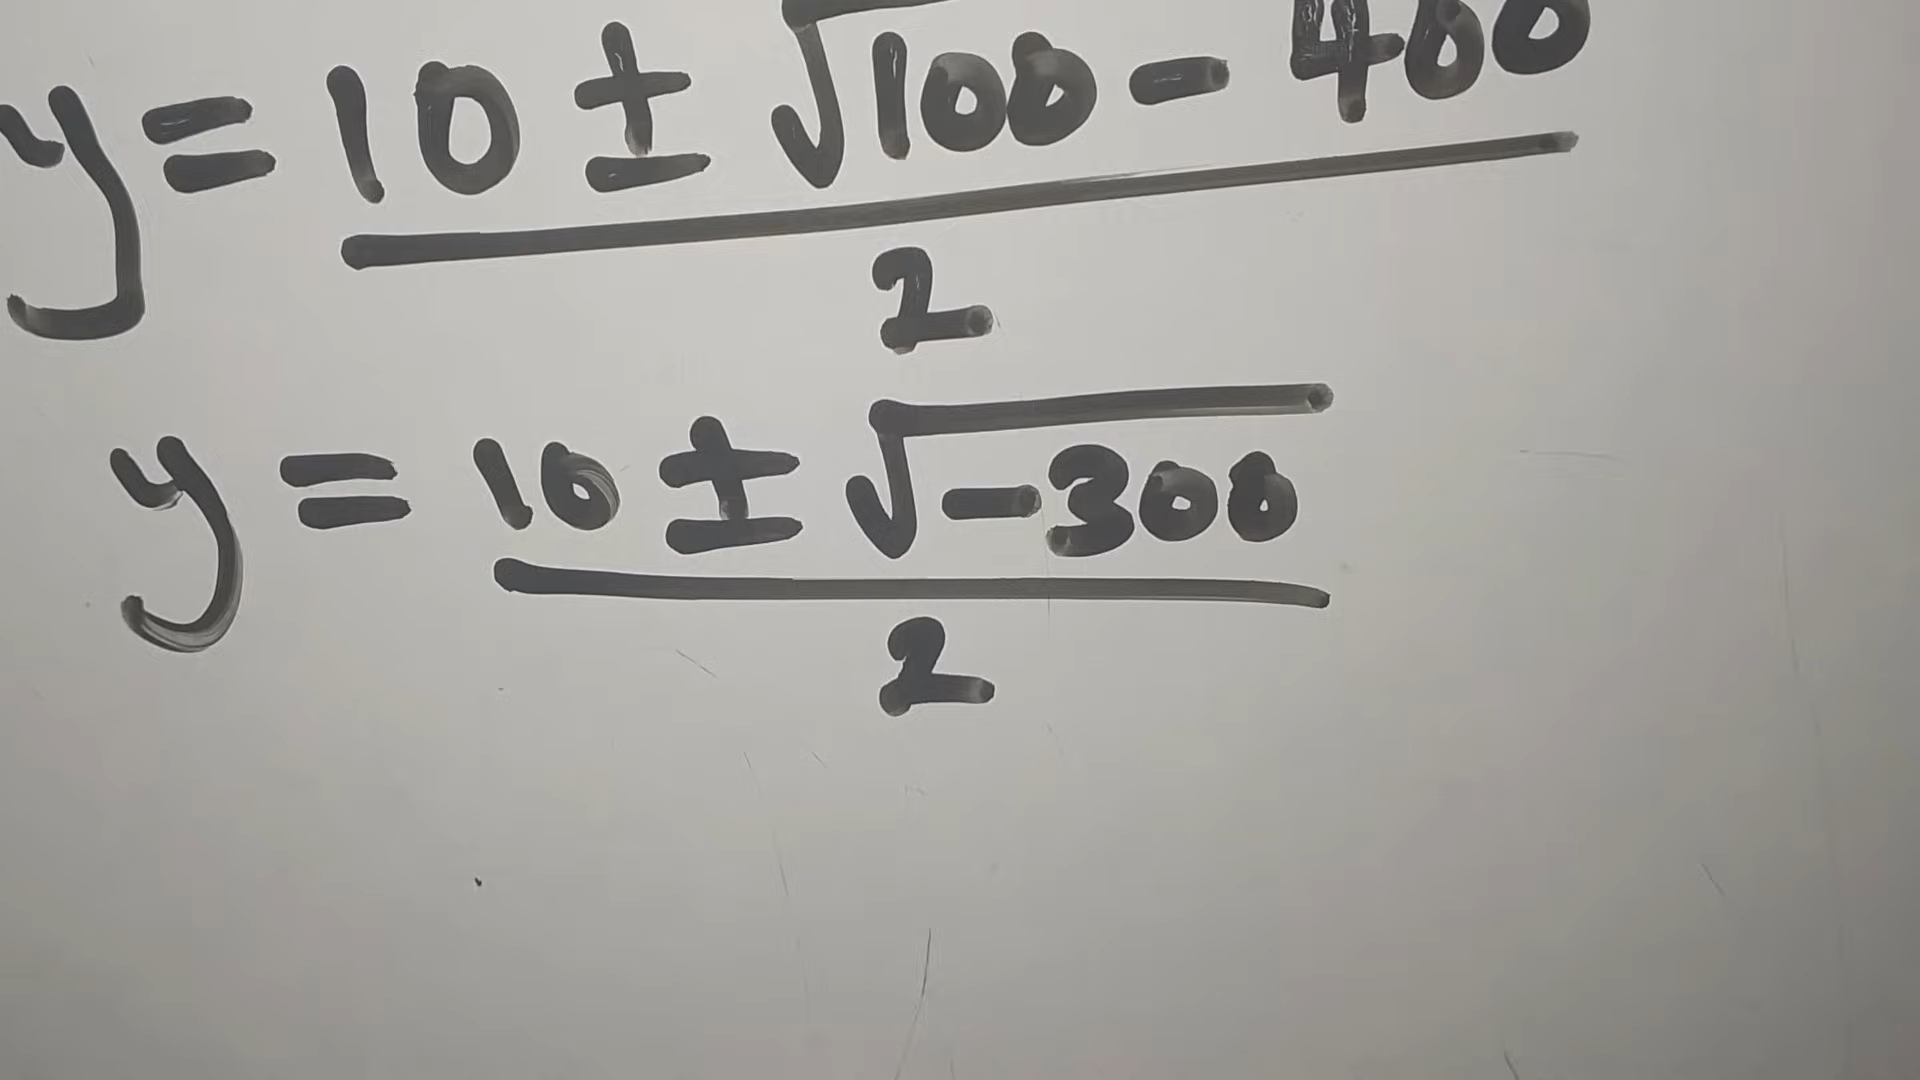 y = 10 ± √100 - 400
2
y = 10 ± √-300
2